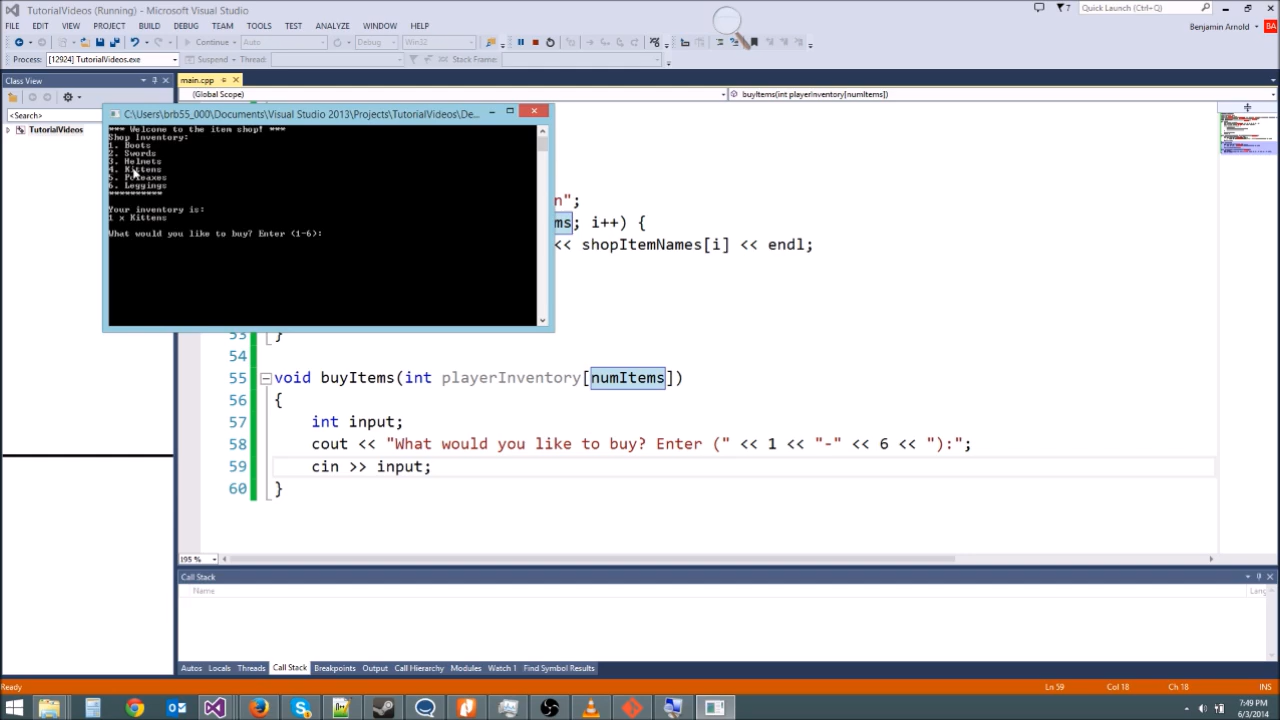 TutorialVideos (Running) - Microsoft Visual Studio
7
Quick Launch (Ctrl+Q)
FILE EDIT VIEW PROJECT BUILD DEBUG TEAM TOOLS TEST ANALYZE WINDOW HELP
Benjamin Arnold BA
Continue Auto Debug Win32
Process: [12924] TutorialVideos.exe Suspend Thread: Stack Frame:
Class View
main.cpp
(Global Scope)
buyItems(int playerInventory[numItems])
<Search>
TutorialVideos
C:\Users\brb55_000\Documents\Visual Studio 2013\Projects\TutorialVideos\De...
*** Welcome to the item shop! ***
Shop Inventory:
1. Boots
2. Swords
3. Helmets
4. Kittens
5. Poleaxes
6. Leggings
**********
Your inventory is:
1 x Kittens
What would you like to buy? Enter (1-6):
n";
ms; i++) {
<< shopItemNames[i] << endl;
53 }
54
55 void buyItems(int playerInventory[numItems])
56 {
57 int input;
58 cout << "What would you like to buy? Enter (" << 1 << "-" << 6 << "):";
59 cin >> input;
60 }
195 %
Call Stack
Name
Lang
Autos Locals Threads Call Stack Breakpoints Output Call Hierarchy Modules Watch 1 Find Symbol Results
Ready
Ln 59 Col 18 Ch 18 INS
7:49 PM
6/3/2014